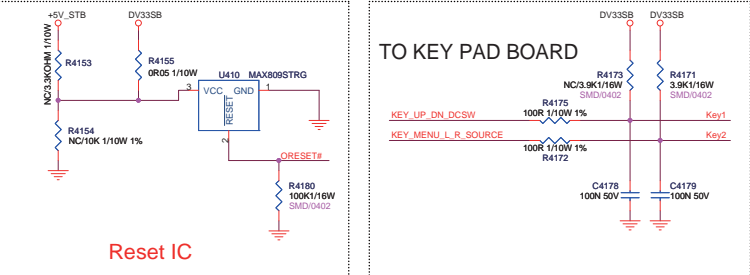 +5V_STB
DV33SB
NC/3.3KOHM 1/10W
R4153
R4155
0R05 1/10W
U410
MAX809STRG
3
VCC
GND
1
RESET
2
R4154
NC/10K 1/10W 1%
ORESET#
R4180
100K1/16W
SMD/0402
Reset IC
DV33SB
DV33SB
TO KEY PAD BOARD
R4173
NC/3.9K1/16W
SMD/0402
R4171
3.9K1/16W
SMD/0402
R4175
KEY_UP_DN_DCSW
100R 1/10W 1%
Key1
KEY_MENU_L_R_SOURCE
100R 1/10W 1%
Key2
R4172
C4178
100N 50V
C4179
100N 50V